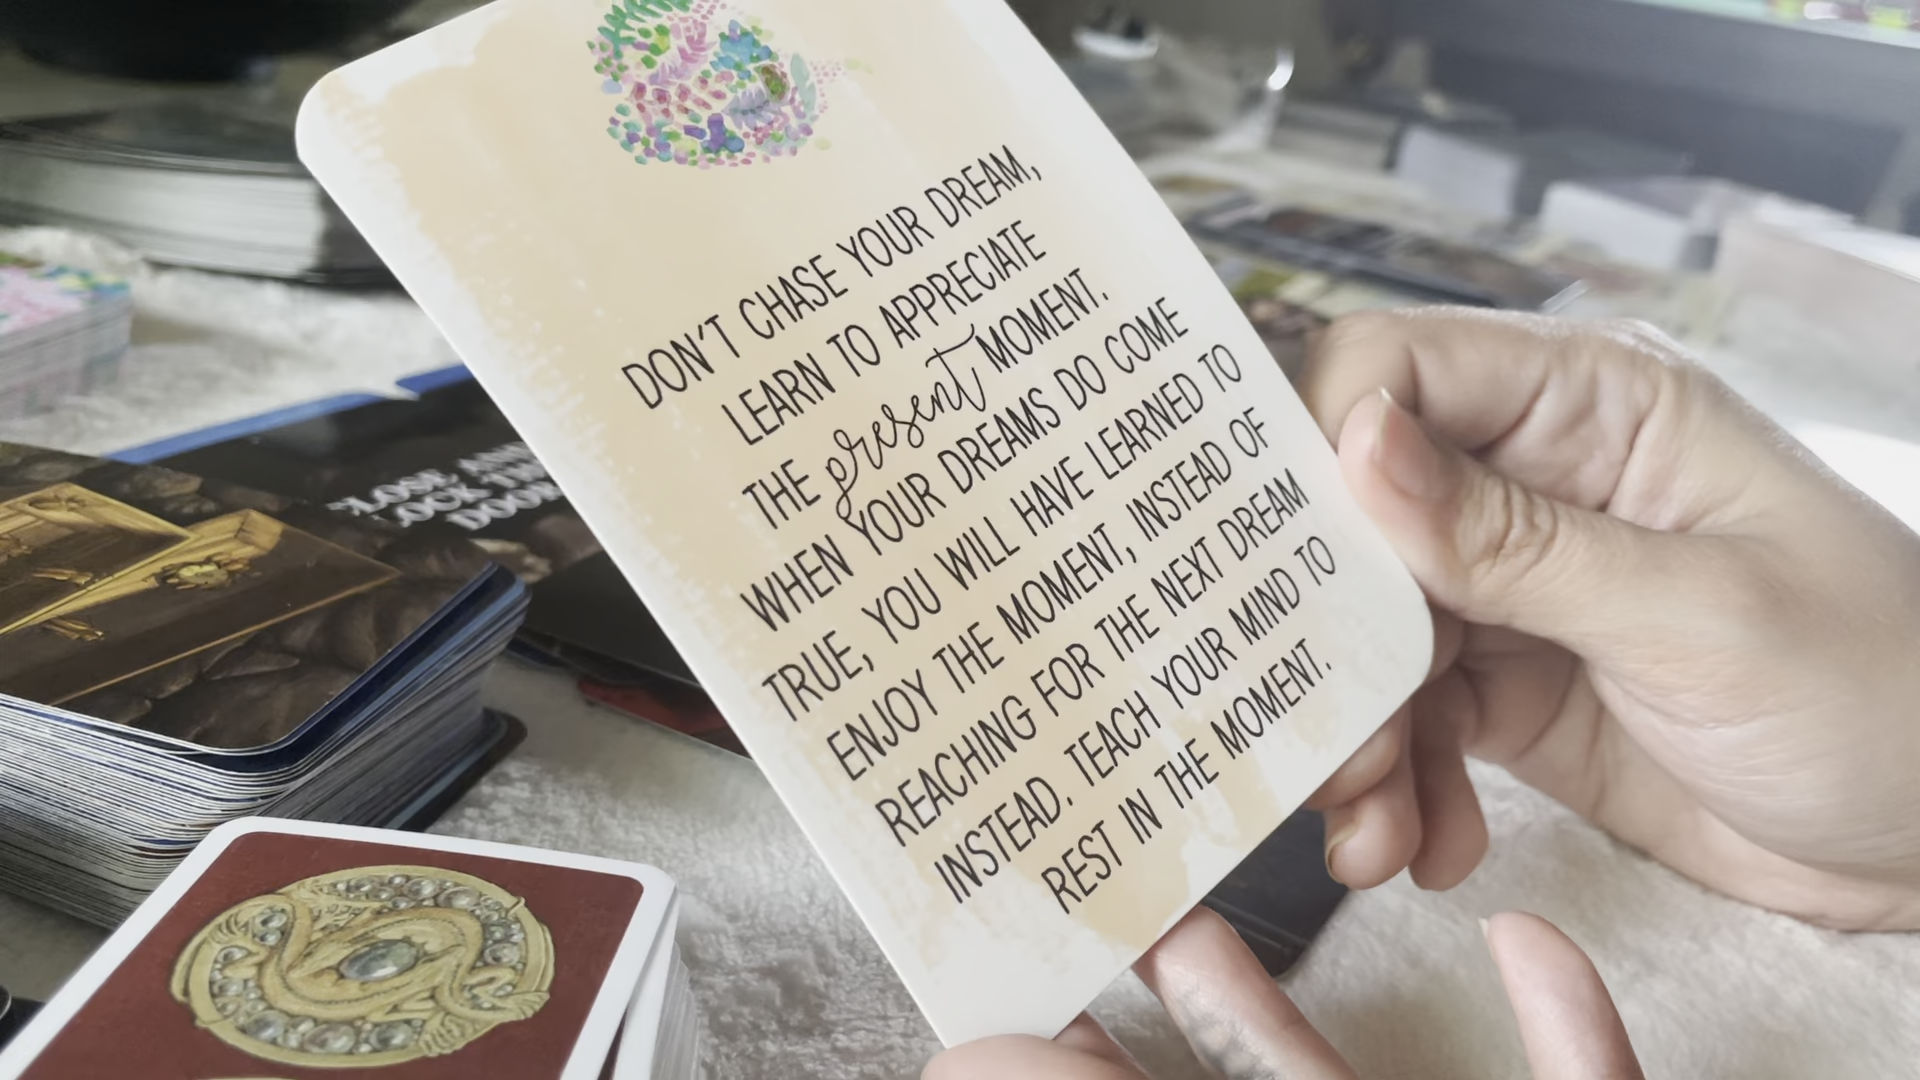 DON'T CHASE YOUR DREAM,
LEARN TO APPRECIATE
THE present MOMENT.
WHEN YOUR DREAMS DO COME
TRUE, YOU WILL HAVE LEARNED TO
ENJOY THE MOMENT, INSTEAD OF
REACHING FOR THE NEXT DREAM
INSTEAD. TEACH YOUR MIND TO
REST IN THE MOMENT.